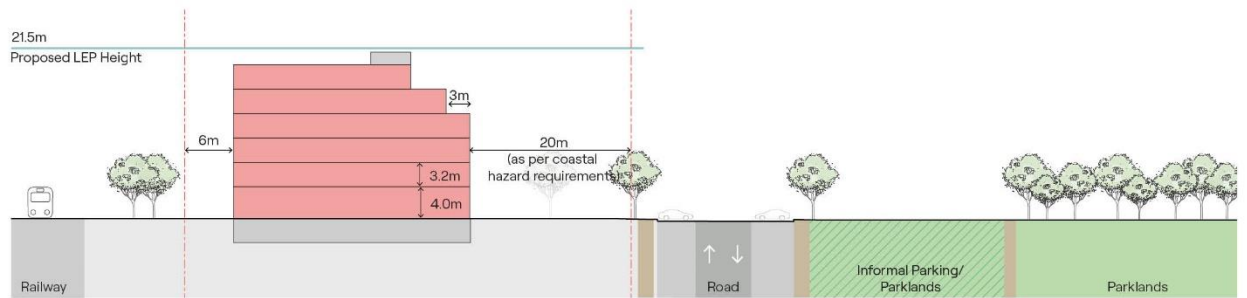 21.5m
Proposed LEP Height
3m
6m
20m
(as per coastal
hazard requirements)
3.2m
4.0m
Railway
Road
Informal Parking/
Parklands
Parklands